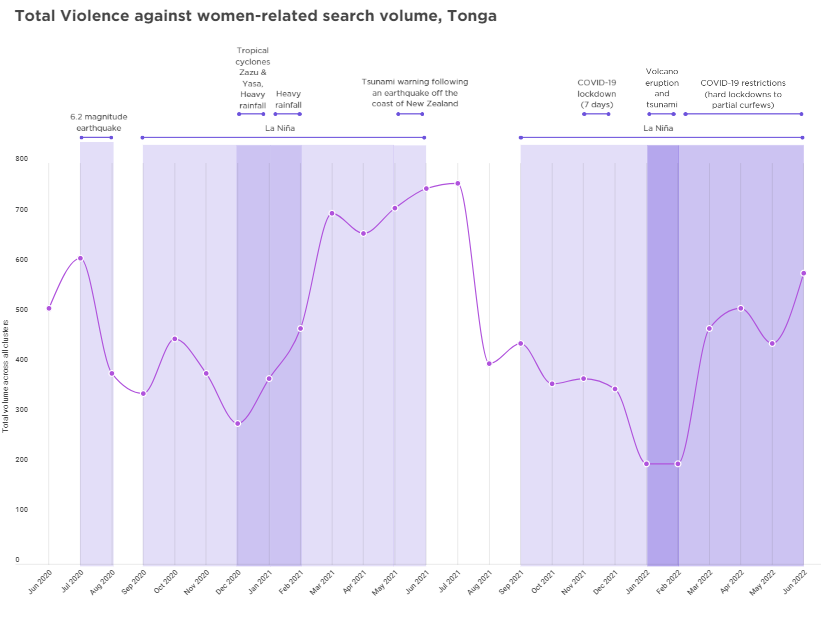 Total Violence against women-related search volume, Tonga
Tropical
cyclones
Zazu &
Yasa,
Heavy
rainfall
Heavy
rainfall
Tsunami warning following
an earthquake off the
coast of New Zealand
COVID-19
lockdown
(7 days)
Volcano
eruption
and
tsunami
COVID-19 restrictions
(hard lockdowns to
partial curfews)
6.2 magnitude
earthquake
La Niña
La Niña
800
700
600
500
400
300
200
100
0
Total volume across all clusters
Jun 2020
Jul 2020
Aug 2020
Sep 2020
Oct 2020
Nov 2020
Dec 2020
Jan 2021
Feb 2021
Mar 2021
Apr 2021
May 2021
Jun 2021
Jul 2021
Aug 2021
Sep 2021
Oct 2021
Nov 2021
Dec 2021
Jan 2022
Feb 2022
Mar 2022
Apr 2022
May 2022
Jun 2022